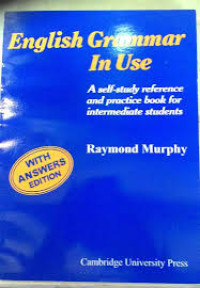 English Grammar
In Use
A self-study reference
and practice book for
intermediate students
Raymond Murphy
WITH
ANSWERS
EDITION
Cambridge University Press